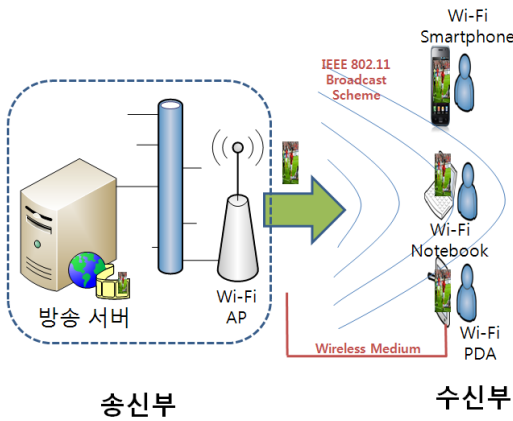 Wi-Fi
Smartphone
IEEE 802.11
Broadcast
Scheme
Wi-Fi
Notebook
방송 서버
Wi-Fi
AP
Wi-Fi
PDA
Wireless Medium
송신부
수신부